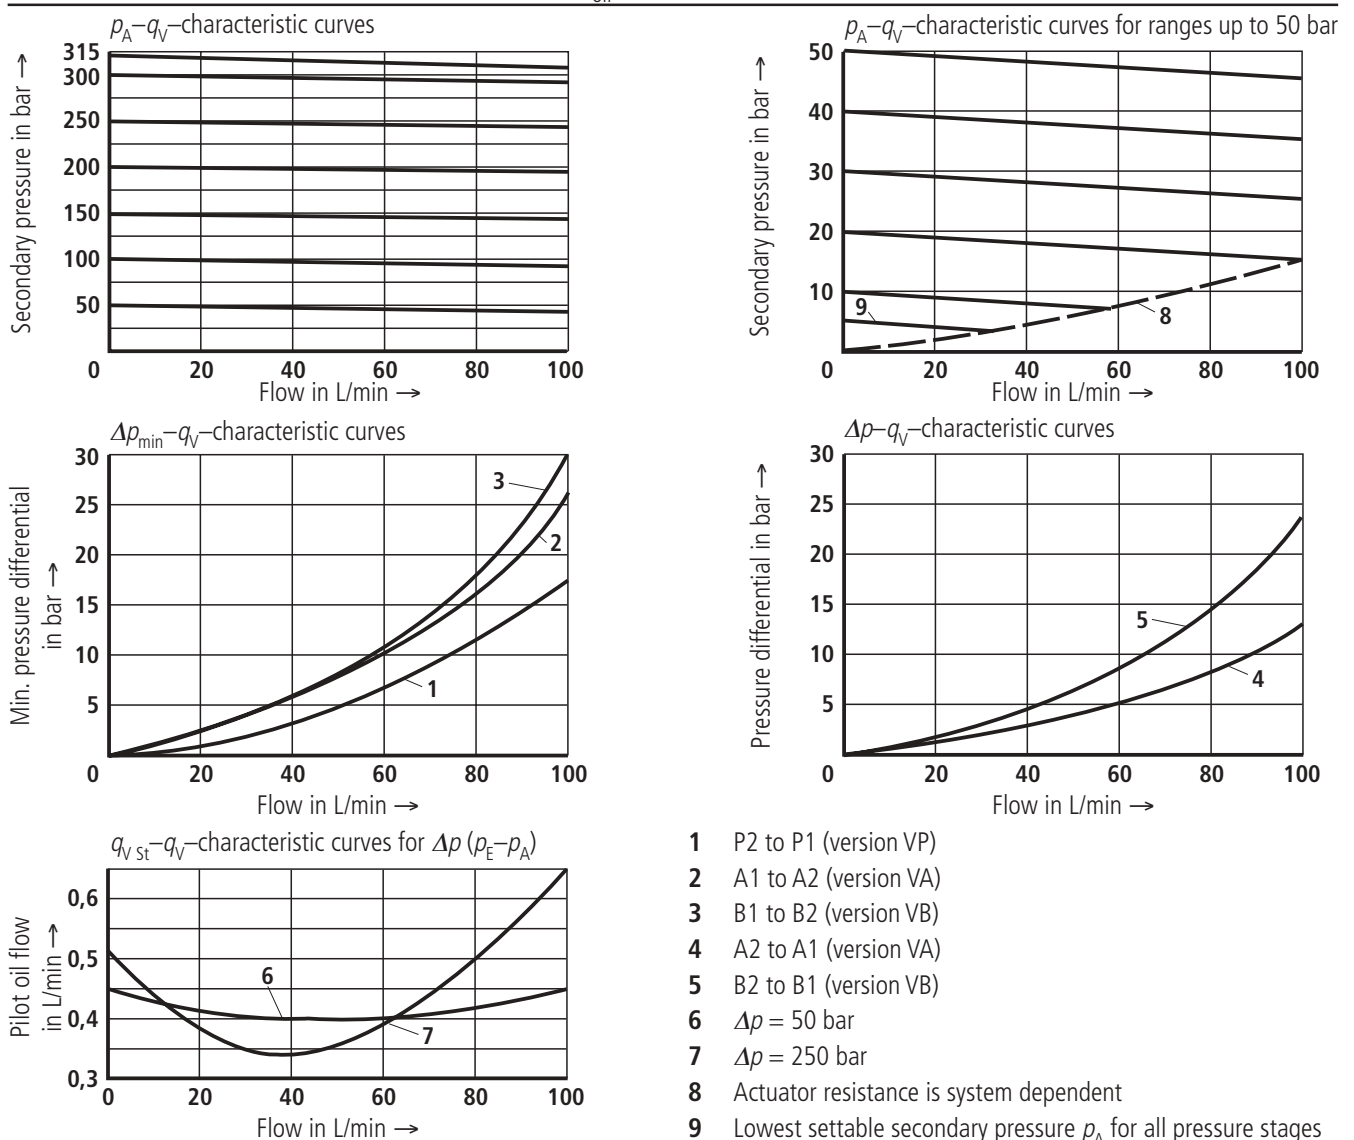 pA–qV–characteristic curves
Secondary pressure in bar →
315
300
250
200
150
100
50
0 20 40 60 80 100
Flow in L/min →
pA–qV–characteristic curves for ranges up to 50 bar
Secondary pressure in bar →
50
40
30
20
10
9
8
0 20 40 60 80 100
Flow in L/min →
Δpmin–qV–characteristic curves
Min. pressure differential
in bar →
30
25
20
15
10
5
3
2
1
0 20 40 60 80 100
Flow in L/min →
Δp–qV–characteristic curves
Pressure differential in bar →
30
25
20
15
10
5
5
4
0 20 40 60 80 100
Flow in L/min →
qV St–qV–characteristic curves for Δp (pE–pA)
Pilot oil flow
in L/min →
0,6
0,5
0,4
0,3
6
7
0 20 40 60 80 100
Flow in L/min →
1 P2 to P1 (version VP)
2 A1 to A2 (version VA)
3 B1 to B2 (version VB)
4 A2 to A1 (version VA)
5 B2 to B1 (version VB)
6 Δp = 50 bar
7 Δp = 250 bar
8 Actuator resistance is system dependent
9 Lowest settable secondary pressure pA for all pressure stages